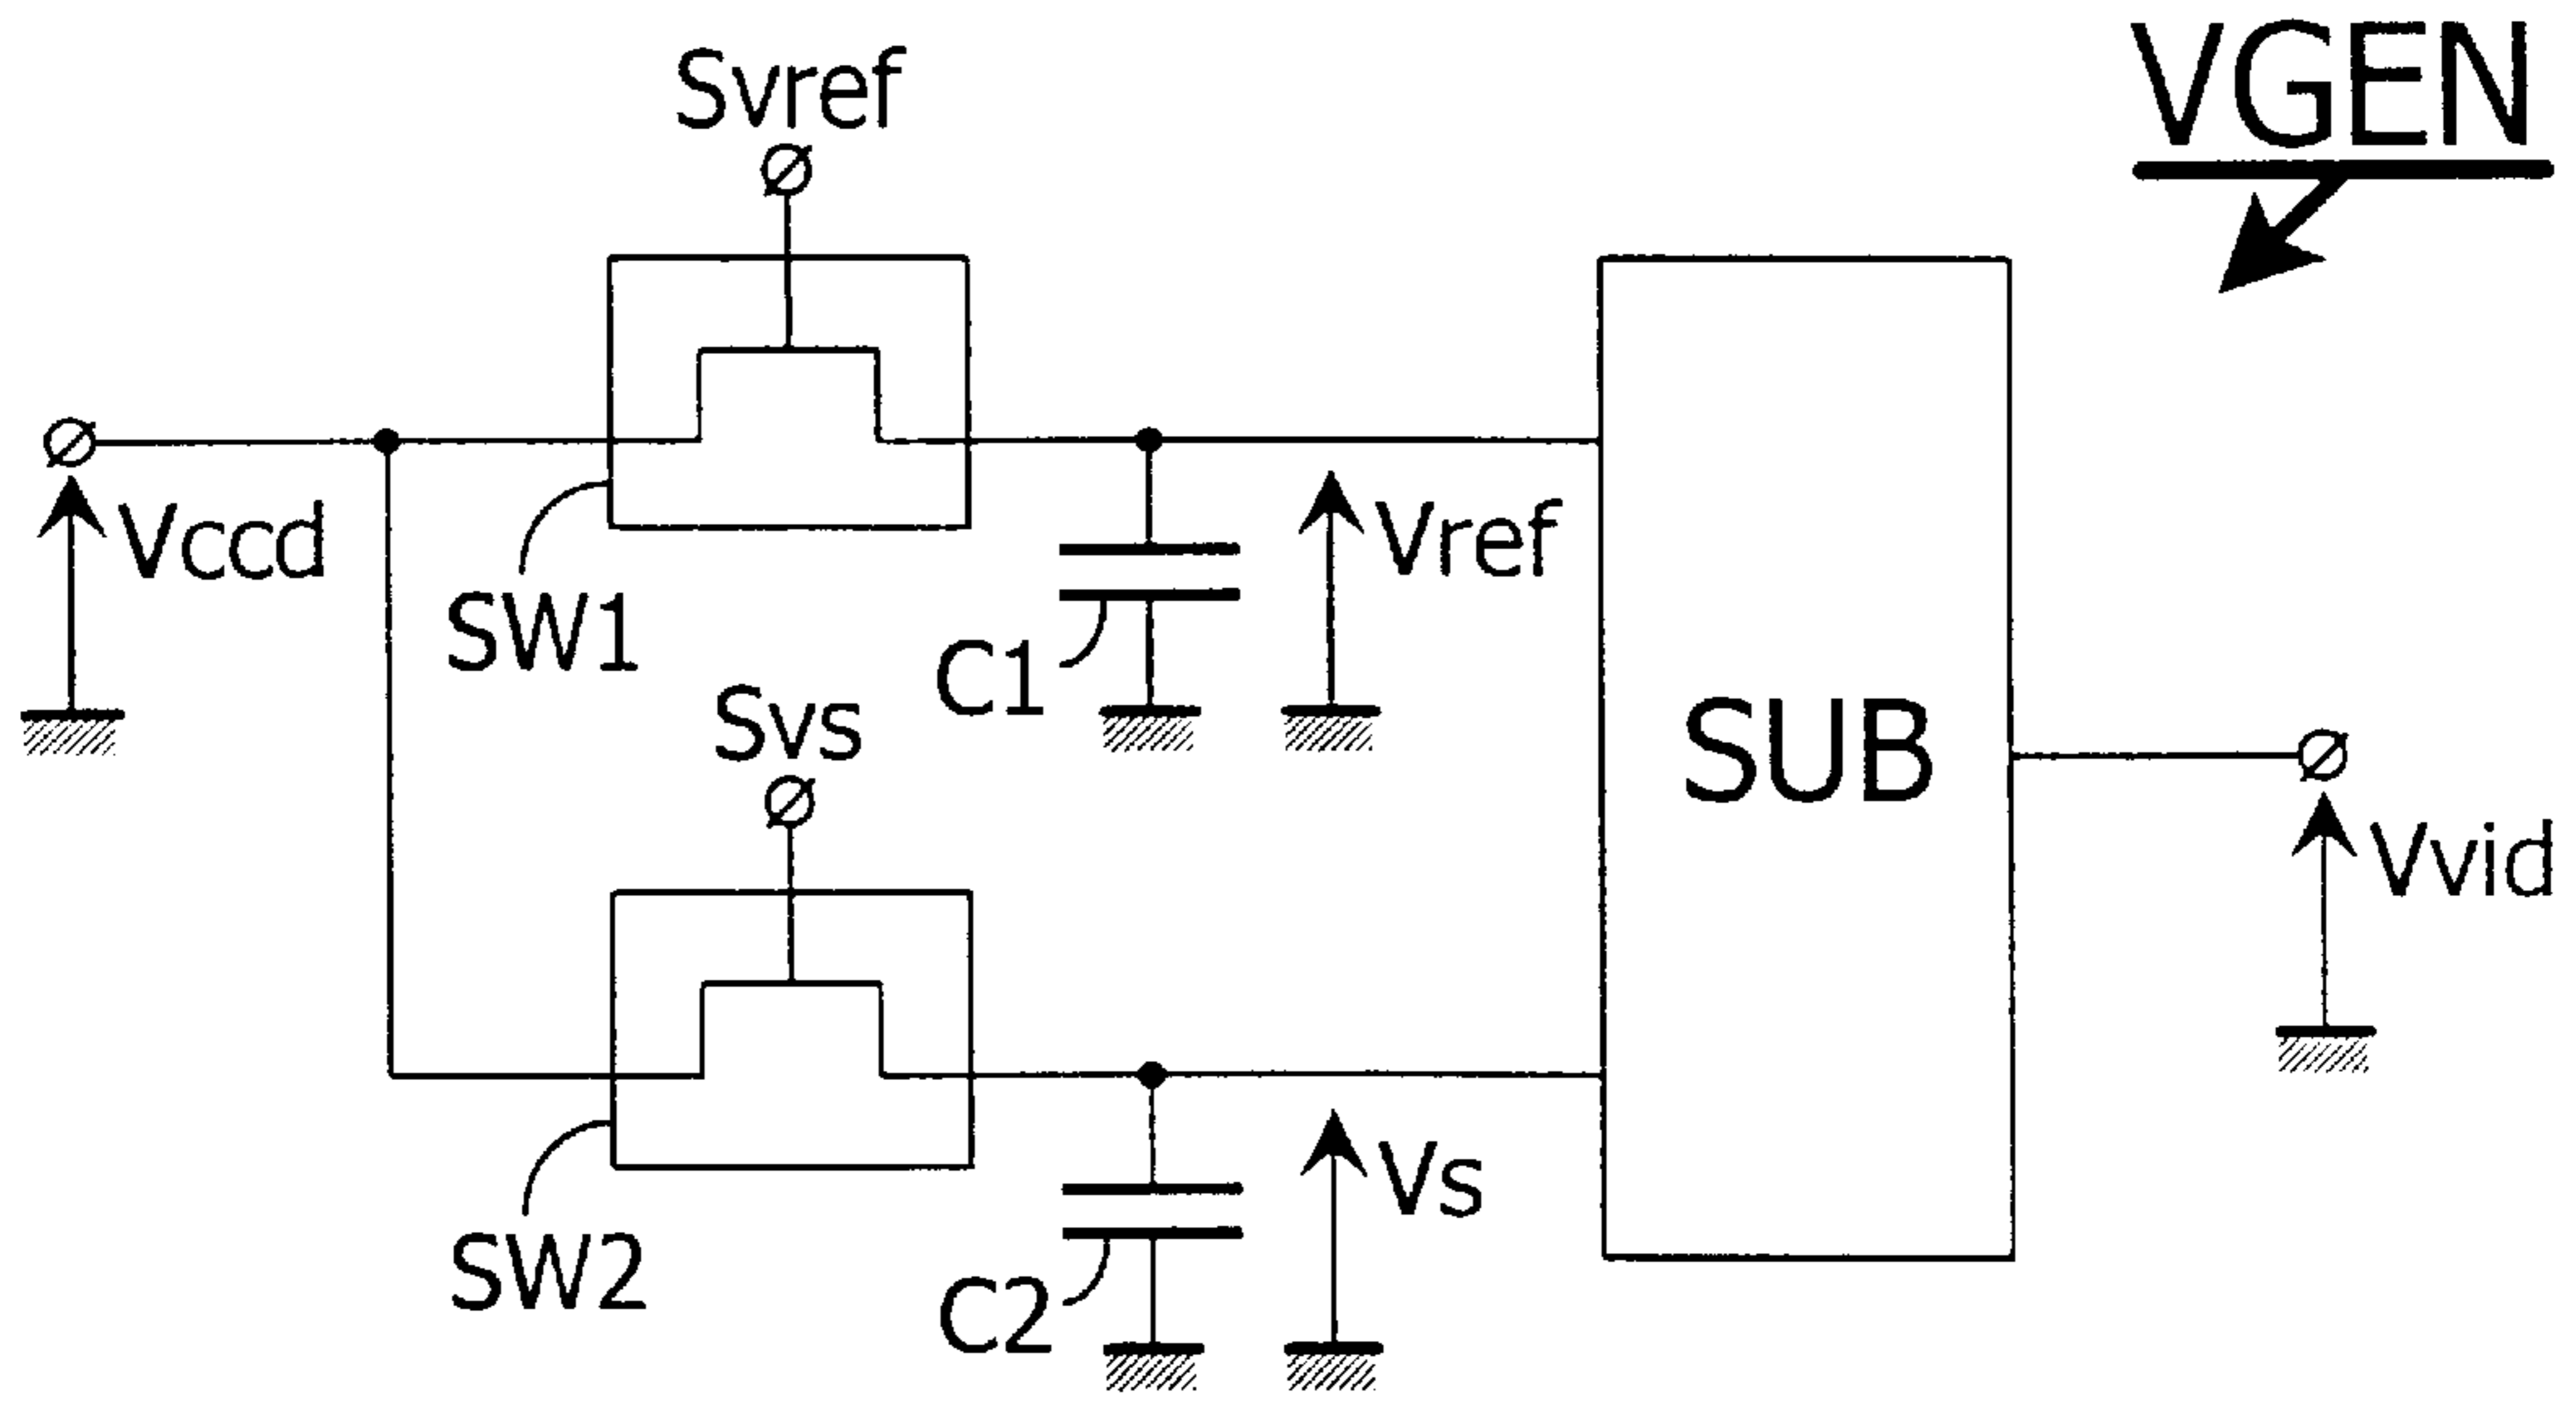 VGEN
Svref
Vccd
SW1
C1
Vref
Svs
SUB
Vvid
SW2
C2
Vs